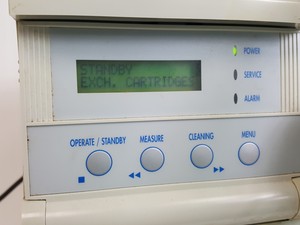 STANDBY
EXCH. CARTRIDGES
POWER
SERVICE
ALARM
OPERATE / STANDBY
MEASURE
CLEANING
MENU